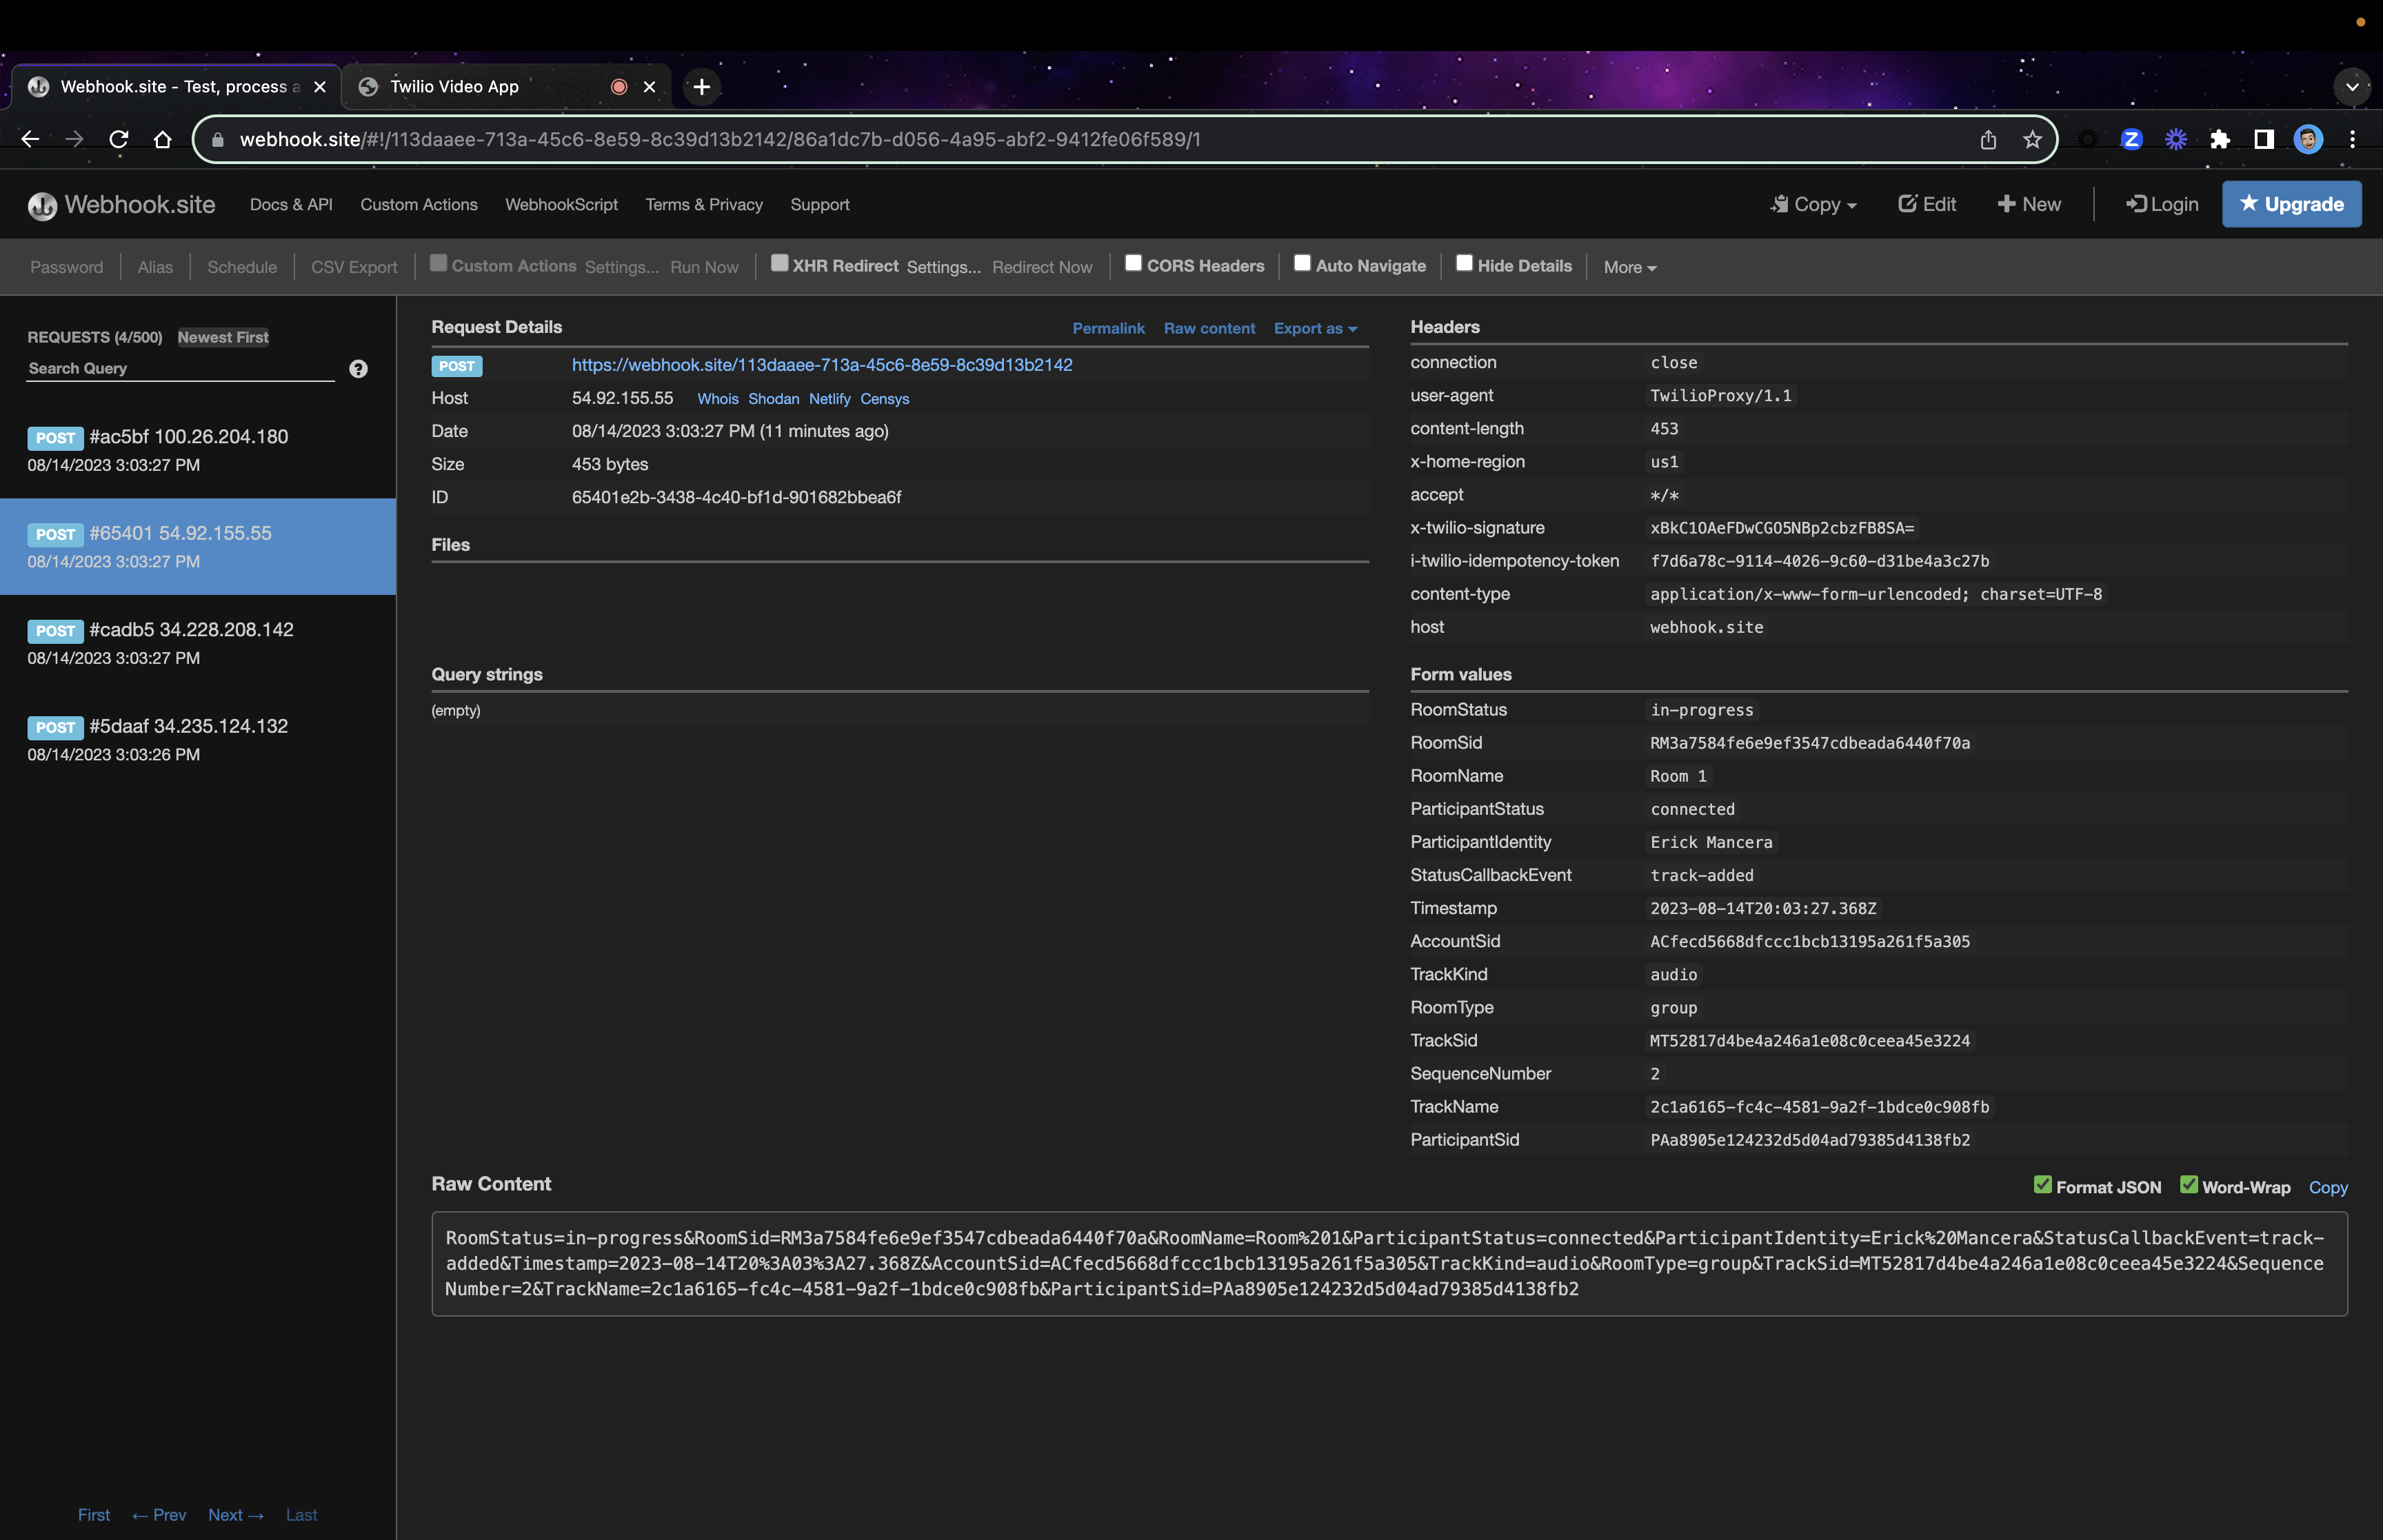 Webhook.site - Test, process a
Twilio Video App
webhook.site/#!/113daaee-713a-45c6-8e59-8c39d13b2142/86a1dc7b-d056-4a95-abf2-9412fe06f589/1
Webhook.site Docs & API Custom Actions WebhookScript Terms & Privacy Support Copy Edit New Login Upgrade
Password Alias Schedule CSV Export Custom Actions Settings... Run Now XHR Redirect Settings... Redirect Now CORS Headers Auto Navigate Hide Details More
REQUESTS (4/500) Newest First
Search Query
POST #ac5bf 100.26.204.180
08/14/2023 3:03:27 PM
POST #65401 54.92.155.55
08/14/2023 3:03:27 PM
POST #cadb5 34.228.208.142
08/14/2023 3:03:27 PM
POST #5daaf 34.235.124.132
08/14/2023 3:03:26 PM
First ← Prev Next → Last
Request Details Permalink Raw content Export as
POST https://webhook.site/113daaee-713a-45c6-8e59-8c39d13b2142
Host 54.92.155.55 Whois Shodan Netlify Censys
Date 08/14/2023 3:03:27 PM (11 minutes ago)
Size 453 bytes
ID 65401e2b-3438-4c40-bf1d-901682bbea6f
Files
Query strings
(empty)
Headers
connection close
user-agent TwilioProxy/1.1
content-length 453
x-home-region us1
accept */*
x-twilio-signature xBkC1OAeFDwCGO5NBp2cbzFB8SA=
i-twilio-idempotency-token f7d6a78c-9114-4026-9c60-d31be4a3c27b
content-type application/x-www-form-urlencoded; charset=UTF-8
host webhook.site
Form values
RoomStatus in-progress
RoomSid RM3a7584fe6e9ef3547cdbeada6440f70a
RoomName Room 1
ParticipantStatus connected
ParticipantIdentity Erick Mancera
StatusCallbackEvent track-added
Timestamp 2023-08-14T20:03:27.368Z
AccountSid ACfecd5668dfccc1bcb13195a261f5a305
TrackKind audio
RoomType group
TrackSid MT52817d4be4a246a1e08c0ceea45e3224
SequenceNumber 2
TrackName 2c1a6165-fc4c-4581-9a2f-1bdce0c908fb
ParticipantSid PAa8905e124232d5d04ad79385d4138fb2
Raw Content Format JSON Word-Wrap Copy
RoomStatus=in-progress&RoomSid=RM3a7584fe6e9ef3547cdbeada6440f70a&RoomName=Room%201&ParticipantStatus=connected&ParticipantIdentity=Erick%20Mancera&StatusCallbackEvent=track-
added&Timestamp=2023-08-14T20%3A03%3A27.368Z&AccountSid=ACfecd5668dfccc1bcb13195a261f5a305&TrackKind=audio&RoomType=group&TrackSid=MT52817d4be4a246a1e08c0ceea45e3224&Sequence
Number=2&TrackName=2c1a6165-fc4c-4581-9a2f-1bdce0c908fb&ParticipantSid=PAa8905e124232d5d04ad79385d4138fb2